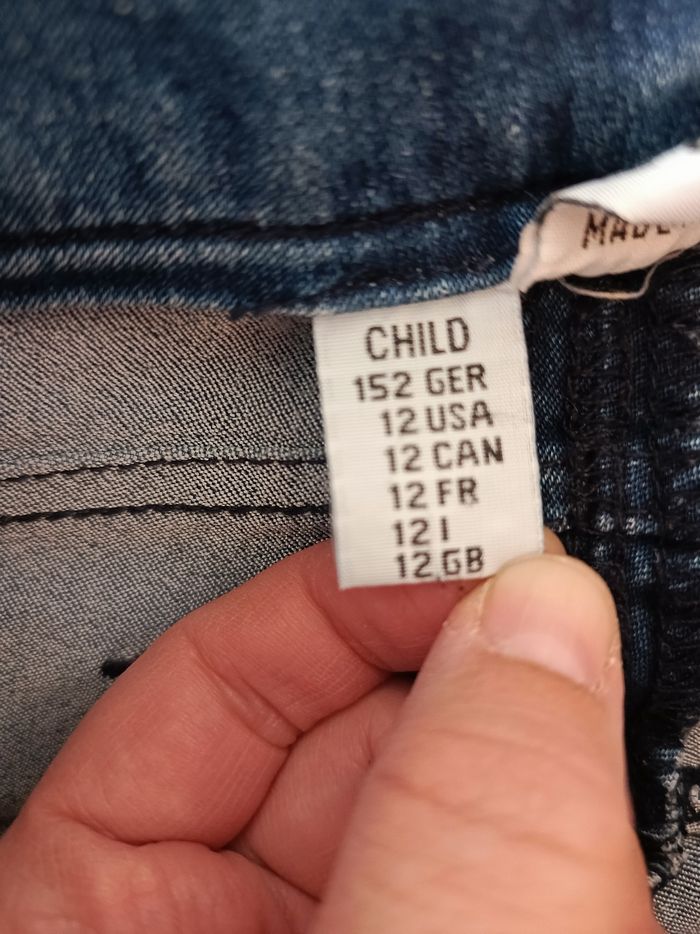 CHILD
152 GER
12 USA
12 CAN
12 FR
12 I
12 GB